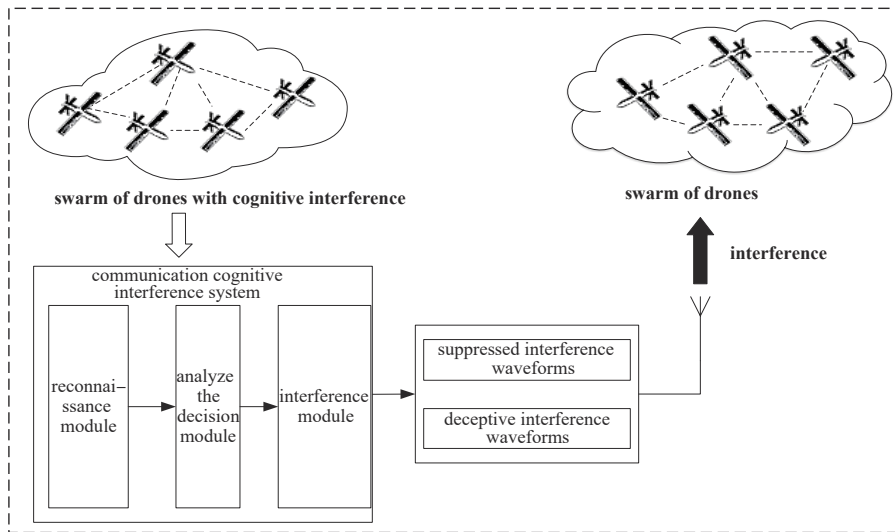 swarm of drones with cognitive interference
swarm of drones
interference
communication cognitive
interference system
reconnai-
ssance
module
analyze
the
decision
module
interference
module
suppressed interference
waveforms
deceptive interference
waveforms